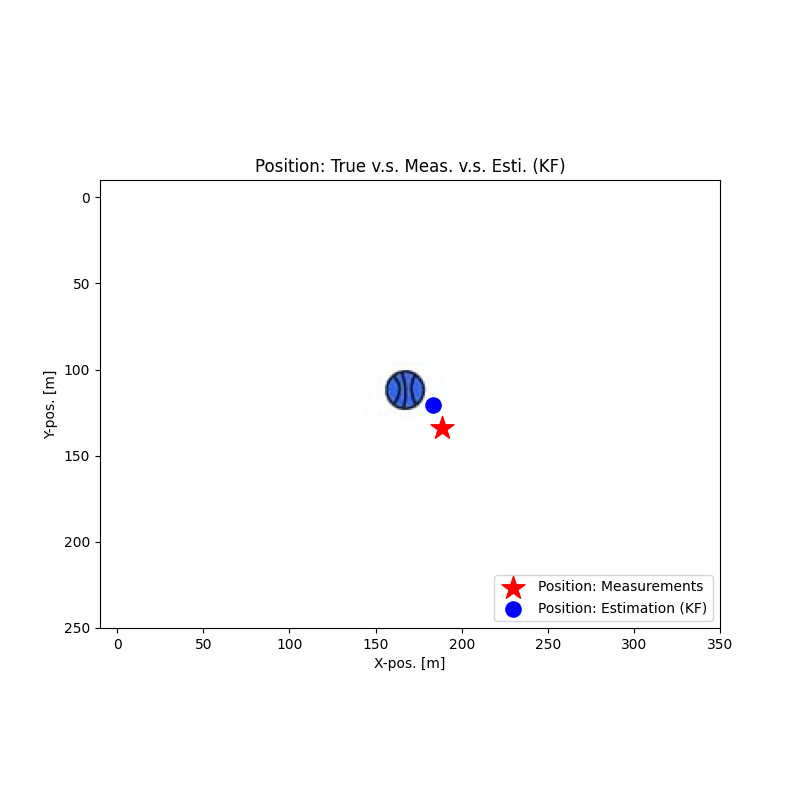 Position: True v.s. Meas. v.s. Esti. (KF)
0
50
100
150
200
250
Y-pos. [m]
0
50
100
150
200
250
300
350
X-pos. [m]
Position: Measurements
Position: Estimation (KF)